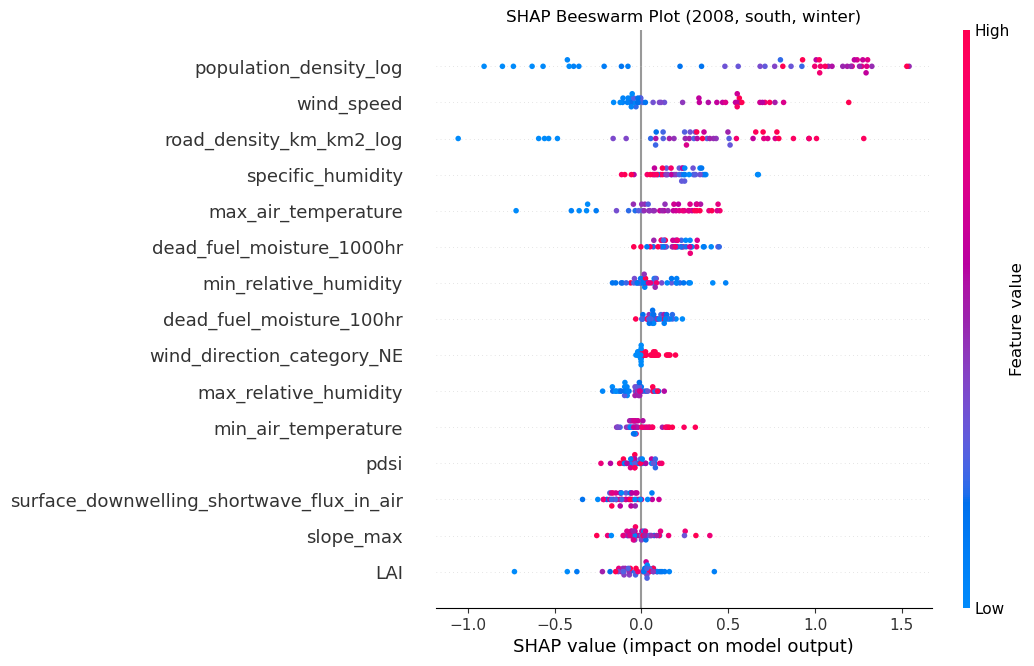 SHAP Beeswarm Plot (2008, south, winter)
High
population_density_log
wind_speed
road_density_km_km2_log
specific_humidity
max_air_temperature
dead_fuel_moisture_1000hr
min_relative_humidity
dead_fuel_moisture_100hr
wind_direction_category_NE
max_relative_humidity
min_air_temperature
pdsi
surface_downwelling_shortwave_flux_in_air
slope_max
LAI
Feature value
Low
−1.0 −0.5 0.0 0.5 1.0 1.5
SHAP value (impact on model output)